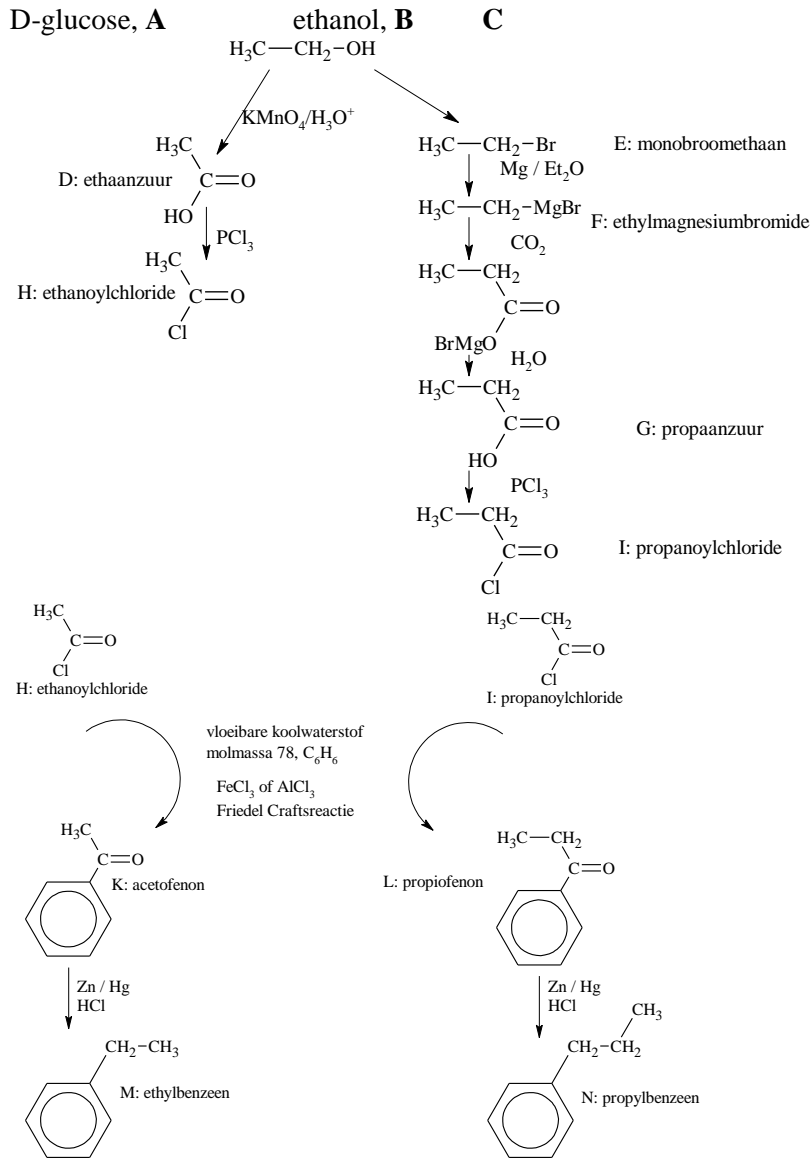 D-glucose, A ethanol, B C
H3C—CH2—OH
KMnO4/H3O+
H3C
D: ethaanzuur C=O
HO
PCl3
H3C
H: ethanoylchloride C=O
Cl
H3C—CH2—Br
E: monobroomethaan
Mg / Et2O
H3C—CH2—MgBr
F: ethylmagnesiumbromide
CO2
H3C—CH2
C=O
BrMgO
H2O
H3C—CH2
C=O
G: propaanzuur
HO
PCl3
H3C—CH2
C=O
I: propanoylchloride
Cl
H3C
C=O
Cl
H: ethanoylchloride
H3C—CH2
C=O
Cl
I: propanoylchloride
vloeibare koolwaterstof
molmassa 78, C6H6
FeCl3 of AlCl3
Friedel Craftsreactie
H3C
C=O
K: acetofenon
H3C—CH2
C=O
L: propiofenon
Zn / Hg
HCl
Zn / Hg
HCl
CH2—CH3
M: ethylbenzeen
CH3
CH2—CH2
N: propylbenzeen